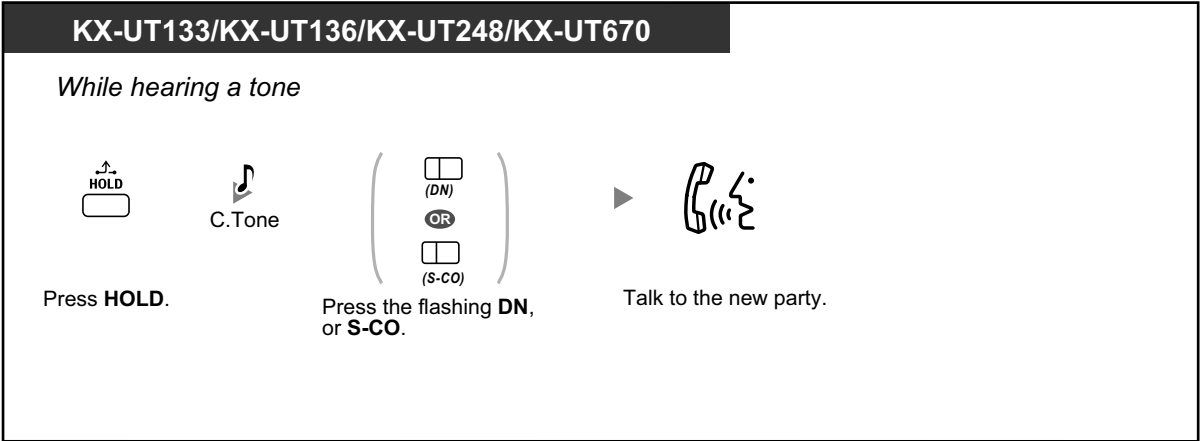 KX-UT133/KX-UT136/KX-UT248/KX-UT670
While hearing a tone
HOLD
C.Tone
(DN)
OR
(S-CO)
Press HOLD.
Press the flashing DN,
or S-CO.
Talk to the new party.